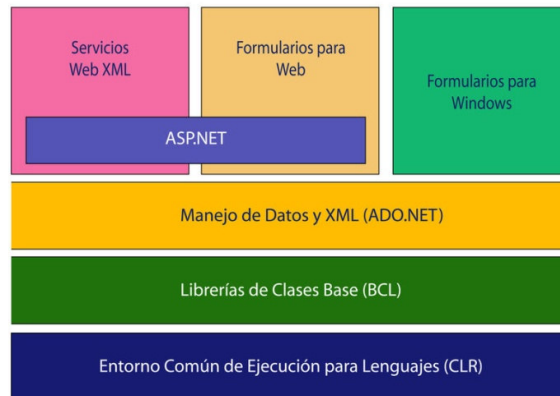 Servicios
Web XML
Formularios para
Web
Formularios para
Windows
ASP.NET
Manejo de Datos y XML (ADO.NET)
Librerías de Clases Base (BCL)
Entorno Común de Ejecución para Lenguajes (CLR)